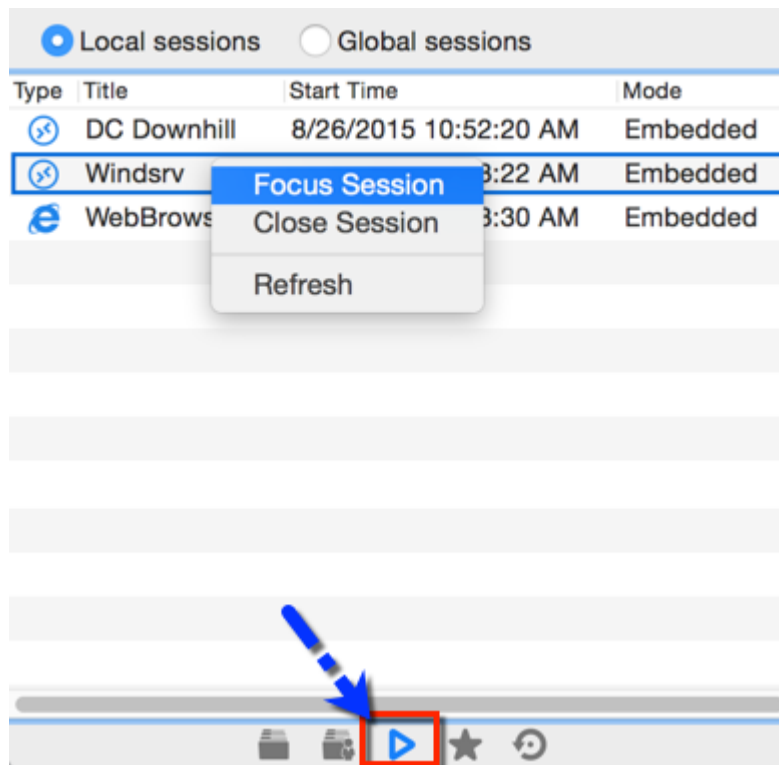 Local sessions Global sessions
Type Title Start Time Mode
DC Downhill 8/26/2015 10:52:20 AM Embedded
Windsrv 3:22 AM Embedded
Focus Session
WebBrows 3:30 AM Embedded
Close Session
Refresh